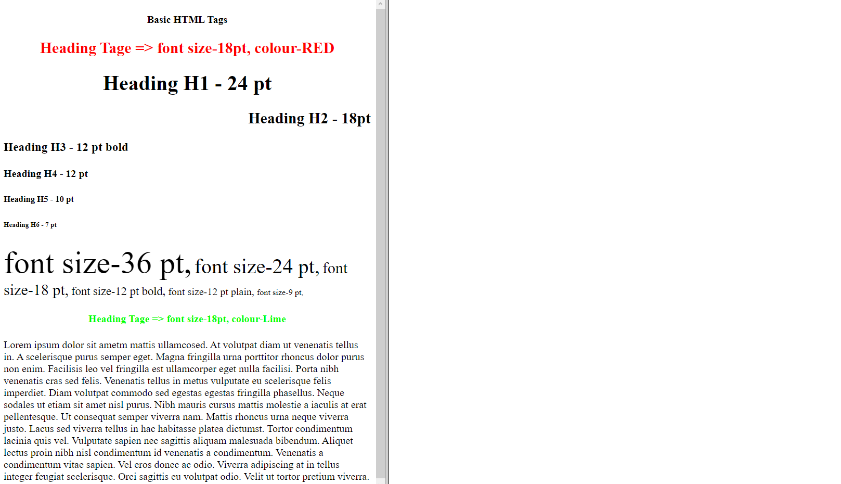 Basic HTML Tags
Heading Tage => font size-18pt, colour-RED
Heading H1 - 24 pt
Heading H2 - 18pt
Heading H3 - 12 pt bold
Heading H4 - 12 pt
Heading H5 - 10 pt
Heading H6 - 7 pt
font size-36 pt, font size-24 pt, font
size-18 pt, font size-12 pt bold, font size-12 pt plain, font size-9 pt,
Heading Tage => font size-18pt, colour-Lime
Lorem ipsum dolor sit ametm mattis ullamcosed. At volutpat diam ut venenatis tellus
in. A scelerisque purus semper eget. Magna fringilla urna porttitor rhoncus dolor purus
non enim. Facilisis leo vel fringilla est ullamcorper eget nulla facilisi. Porta nibh
venenatis cras sed felis. Venenatis tellus in metus vulputate eu scelerisque felis
imperdiet. Diam volutpat commodo sed egestas egestas fringilla phasellus. Neque
sodales ut etiam sit amet nisl purus. Nibh mauris cursus mattis molestie a iaculis at erat
pellentesque. Ut consequat semper viverra nam. Mattis rhoncus urna neque viverra
justo. Lacus sed viverra tellus in hac habitasse platea dictumst. Tortor condimentum
lacinia quis vel. Vulputate sapien nec sagittis aliquam malesuada bibendum. Aliquet
lectus proin nibh nisl condimentum id venenatis a condimentum. Venenatis a
condimentum vitae sapien. Vel eros donec ac odio. Viverra adipiscing at in tellus
integer feugiat scelerisque. Orci sagittis eu volutpat odio. Velit ut tortor pretium viverra.